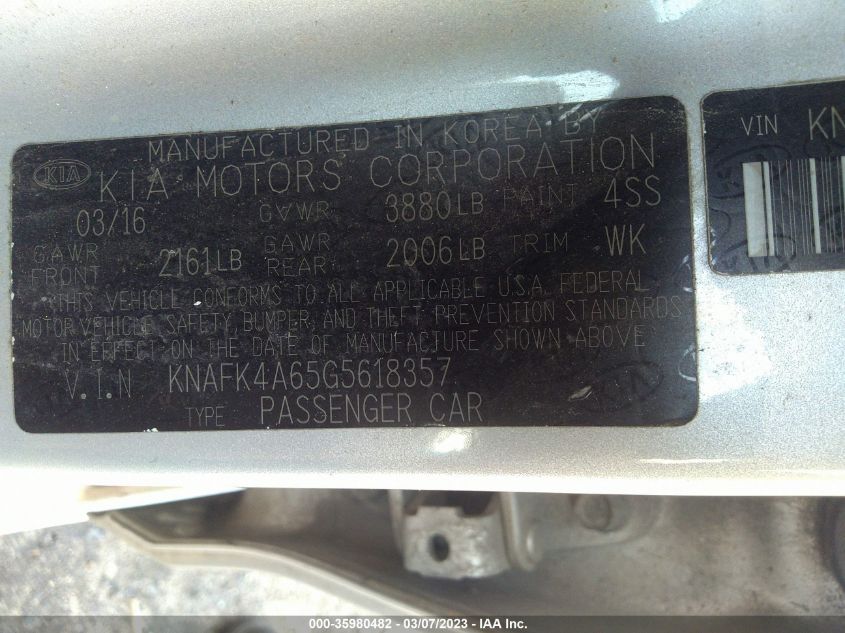 MANUFACTURED IN KOREA BY
KIA KIA MOTORS CORPORATION
03/16 GVWR 3880LB PAINT 4SS
GAWR FRONT 2161LB GAWR REAR 2006LB TRIM WK
THIS VEHICLE CONFORMS TO ALL APPLICABLE U.S.A. FEDERAL
MOTOR VEHICLE SAFETY, BUMPER, AND THEFT PREVENTION STANDARDS
IN EFFECT ON THE DATE OF MANUFACTURE SHOWN ABOVE
V.I.N KNAFK4A65G5618357
TYPE PASSENGER CAR
VIN KN
000-35980482 - 03/07/2023 - IAA Inc.